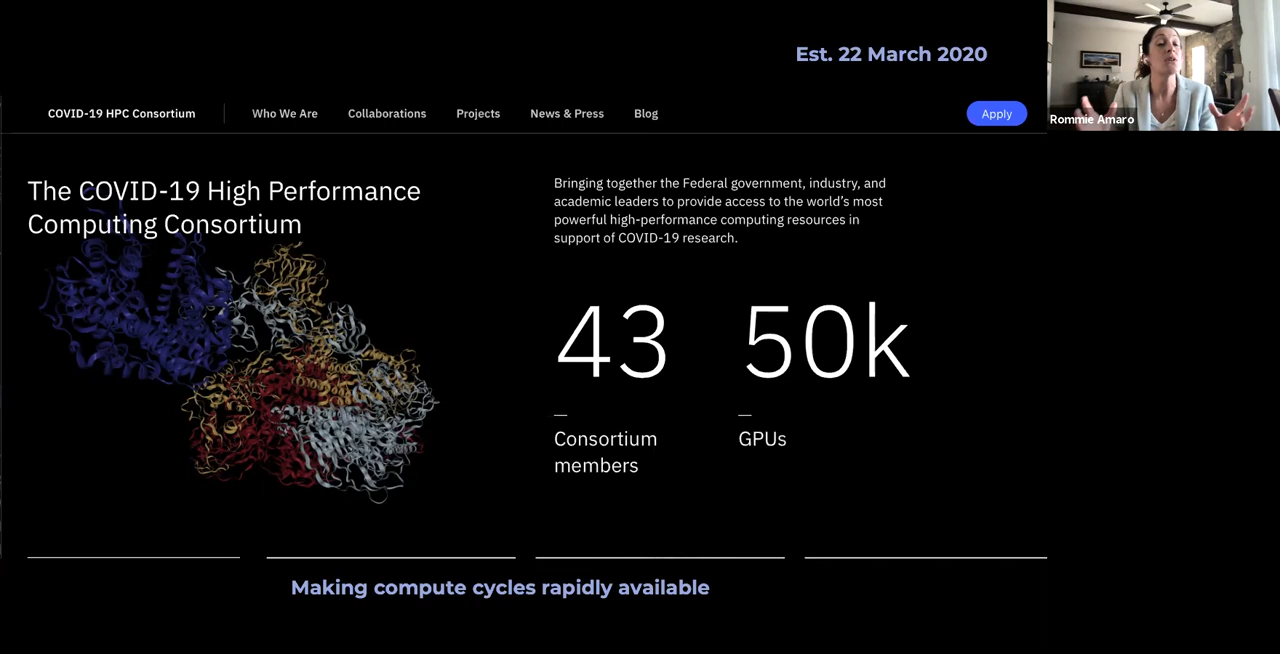 Est. 22 March 2020
COVID-19 HPC Consortium
Who We Are
Collaborations
Projects
News & Press
Blog
Apply
Rommie Amaro
The COVID-19 High Performance
Computing Consortium
Bringing together the Federal government, industry, and
academic leaders to provide access to the world’s most
powerful high-performance computing resources in
support of COVID-19 research.
43
50k
Consortium
members
GPUs
Making compute cycles rapidly available